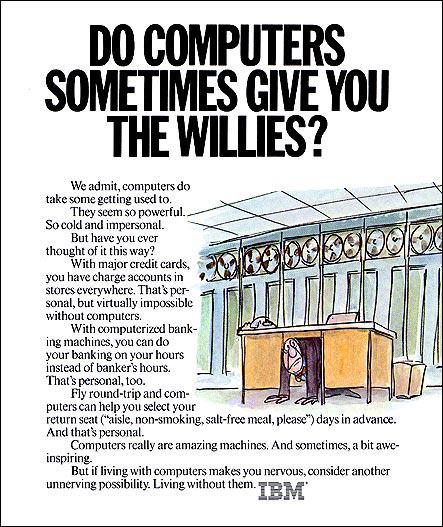 DO COMPUTERS
SOMETIMES GIVE YOU
THE WILLIES?
We admit, computers do
take some getting used to.
They seem so powerful.
So cold and impersonal.
But have you ever
thought of it this way?
With major credit cards,
you have charge accounts in
stores everywhere. That's per-
sonal, but virtually impossible
without computers.
With computerized bank-
ing machines, you can do
your banking on your hours
instead of banker's hours.
That's personal, too.
Fly round-trip and com-
puters can help you select your
return seat ("aisle, non-smoking, salt-free meal, please") days in advance.
And that's personal.
Computers really are amazing machines. And sometimes, a bit awe-
inspiring.
But if living with computers makes you nervous, consider another
unnerving possibility. Living without them. IBM®